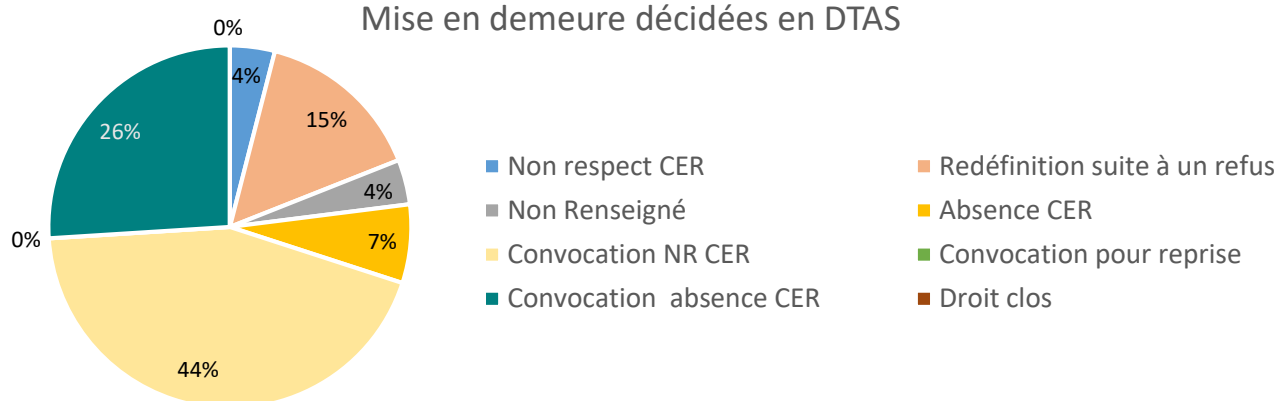 Mise en demeure décidées en DTAS
0%
4%
15%
26%
4%
7%
0%
44%
Non respect CER
Redéfinition suite à un refus
Non Renseigné
Absence CER
Convocation NR CER
Convocation pour reprise
Convocation  absence CER
Droit clos